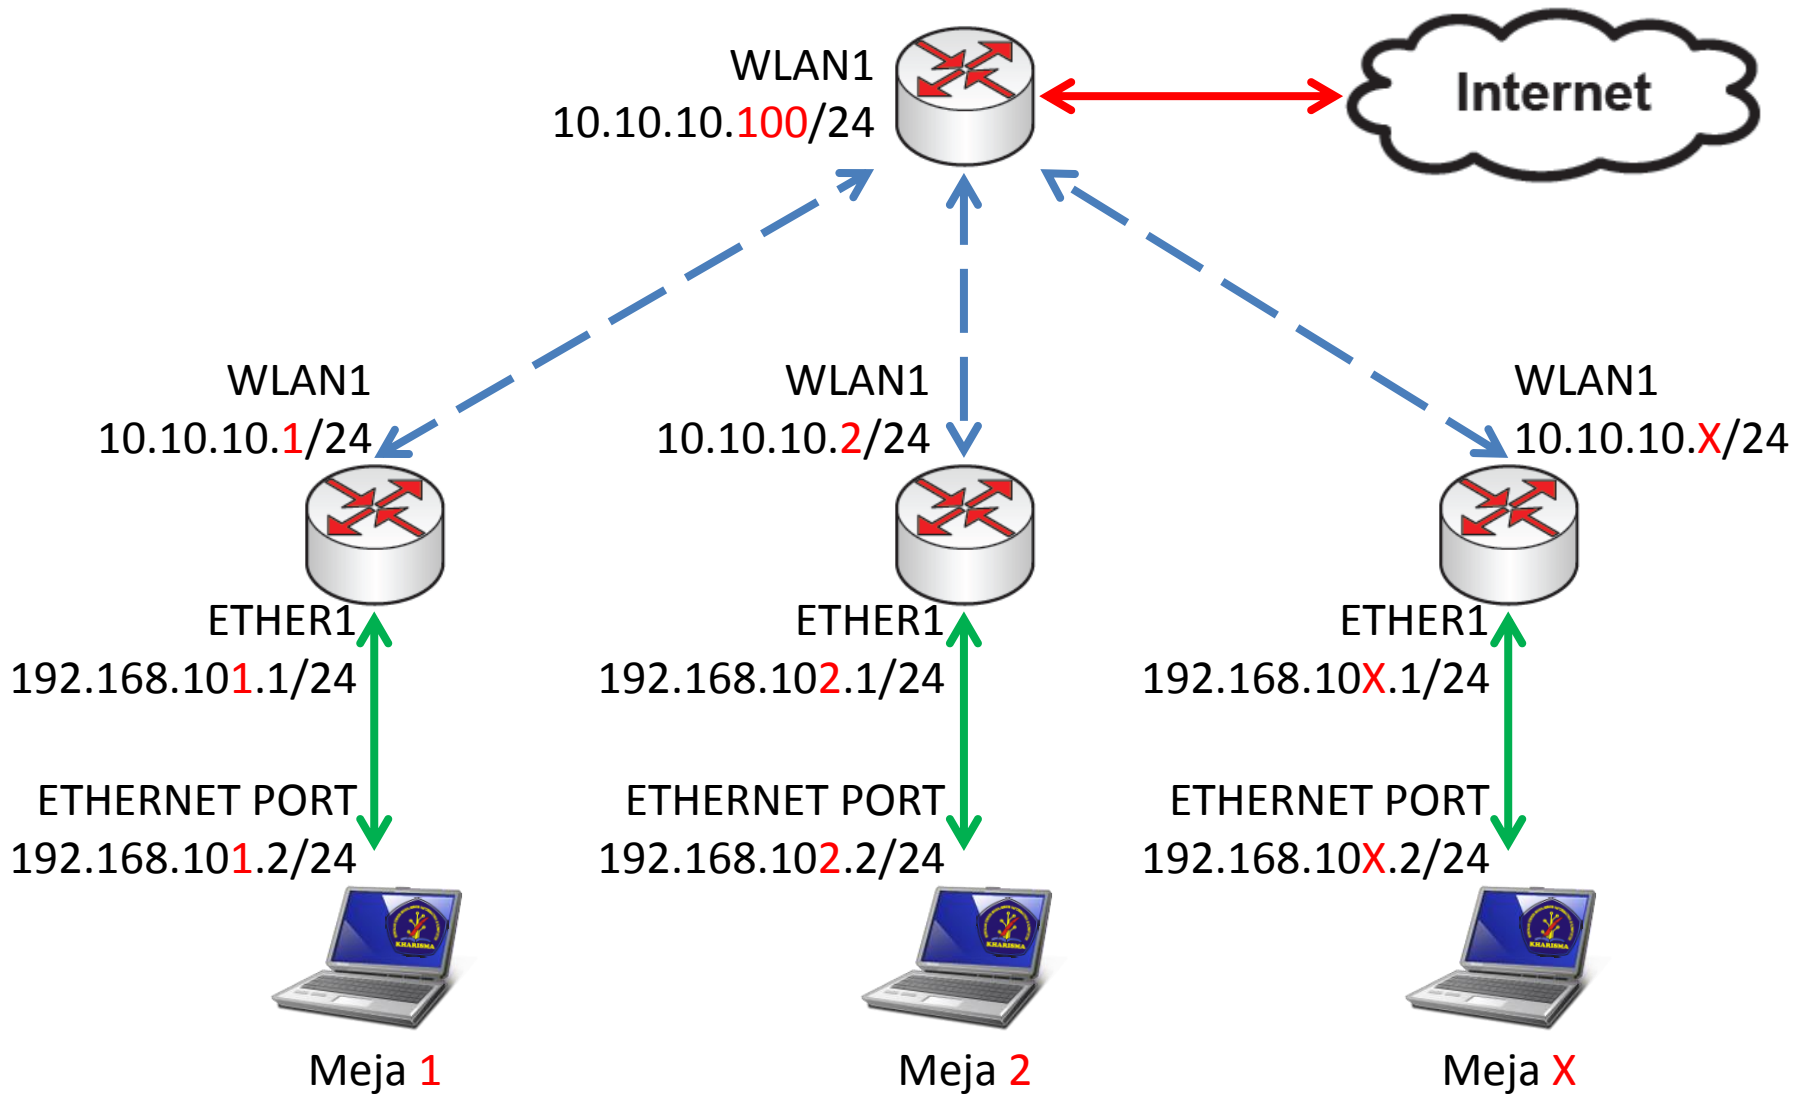 WLAN1
10.10.10.100/24
Internet
WLAN1
10.10.10.1/24
WLAN1
10.10.10.2/24
WLAN1
10.10.10.X/24
ETHER1
192.168.101.1/24
ETHER1
192.168.102.1/24
ETHER1
192.168.10X.1/24
ETHERNET PORT
192.168.101.2/24
ETHERNET PORT
192.168.102.2/24
ETHERNET PORT
192.168.10X.2/24
KHARISMA
KHARISMA
KHARISMA
Meja 1
Meja 2
Meja X